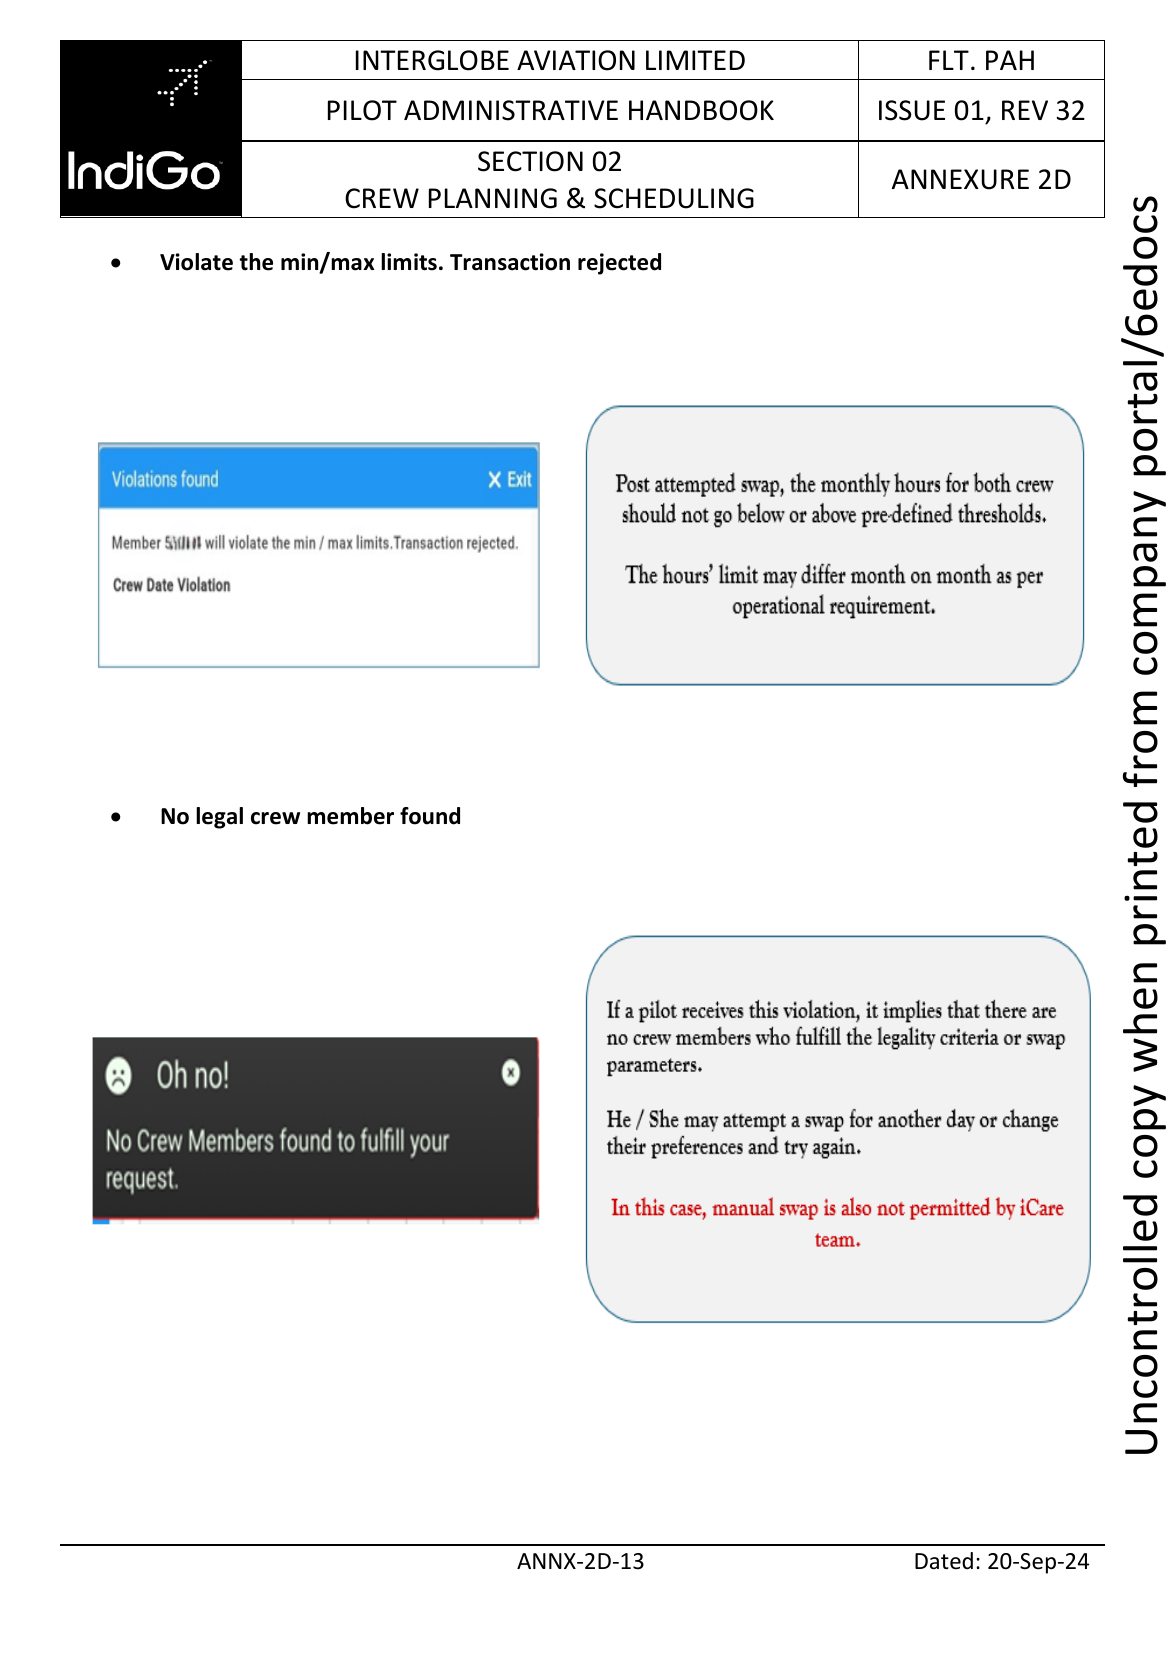 IndiGo
INTERGLOBE AVIATION LIMITED
FLT. PAH
PILOT ADMINISTRATIVE HANDBOOK
ISSUE 01, REV 32
SECTION 02
CREW PLANNING & SCHEDULING
ANNEXURE 2D
• Violate the min/max limits. Transaction rejected
Violations found
X Exit
Member will violate the min / max limits.Transaction rejected.
Crew Date Violation
Post attempted swap, the monthly hours for both crew
should not go below or above pre-defined thresholds.
The hours’ limit may differ month on month as per
operational requirement.
• No legal crew member found
Oh no!
No Crew Members found to fulfill your
request.
If a pilot receives this violation, it implies that there are
no crew members who fulfill the legality criteria or swap
parameters.
He / She may attempt a swap for another day or change
their preferences and try again.
In this case, manual swap is also not permitted by iCare
team.
Uncontrolled copy when printed from company portal/6edocs
ANNX-2D-13
Dated: 20-Sep-24